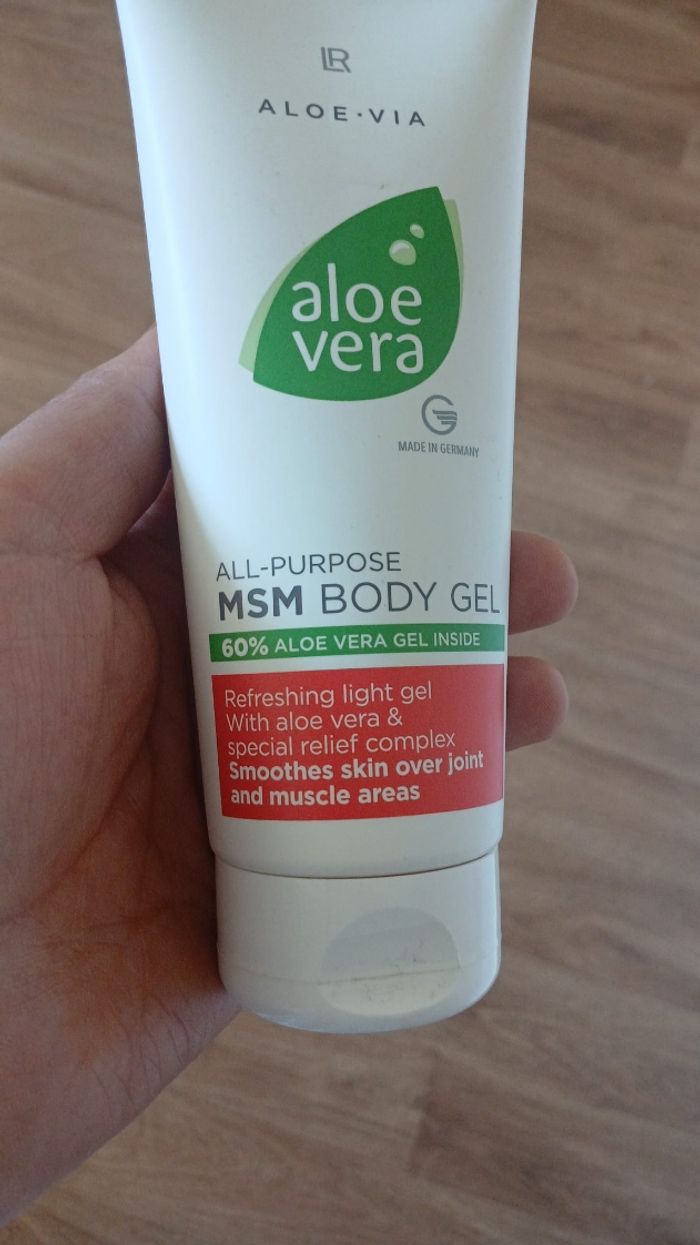 LR
ALOE·VIA
aloe
vera
MADE IN GERMANY
ALL-PURPOSE
MSM BODY GEL
60% ALOE VERA GEL INSIDE
Refreshing light gel
With aloe vera &
special relief complex
Smoothes skin over joint
and muscle areas